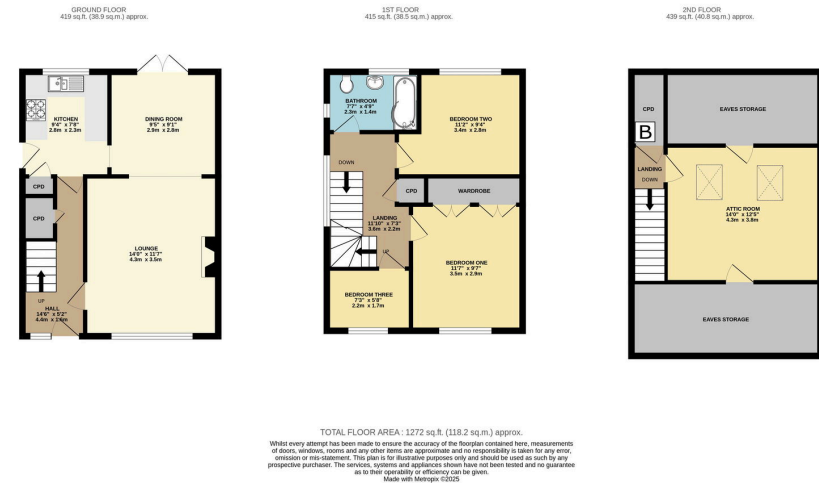 GROUND FLOOR
419 sq.ft. (38.9 sq.m.) approx.
KITCHEN
9'4" x 7'8"
2.8m x 2.3m
DINING ROOM
9'5" x 9'1"
2.9m x 2.8m
CPD
CPD
LOUNGE
14'0" x 11'7"
4.3m x 3.5m
UP
HALL
14'6" x 5'2"
4.4m x 1.6m
1ST FLOOR
415 sq.ft. (38.5 sq.m.) approx.
BATHROOM
7'7" x 4'8"
2.3m x 1.4m
BEDROOM TWO
11'2" x 9'4"
3.4m x 2.8m
DOWN
CPD
WARDROBE
LANDING
11'10" x 7'3"
3.6m x 2.2m
UP
BEDROOM ONE
11'7" x 9'7"
3.5m x 2.9m
BEDROOM THREE
7'3" x 5'8"
2.2m x 1.7m
2ND FLOOR
439 sq.ft. (40.8 sq.m.) approx.
CPD
EAVES STORAGE
B
LANDING
DOWN
ATTIC ROOM
14'0" x 12'5"
4.3m x 3.8m
EAVES STORAGE
TOTAL FLOOR AREA : 1272 sq.ft. (118.2 sq.m.) approx.
Whilst every attempt has been made to ensure the accuracy of the floorplan contained here, measurements
of doors, windows, rooms and any other items are approximate and no responsibility is taken for any error,
omission or mis-statement. This plan is for illustrative purposes only and should be used as such by any
prospective purchaser. The services, systems and appliances shown have not been tested and no guarantee
as to their operability or efficiency can be given.
Made with Metropix ©2025